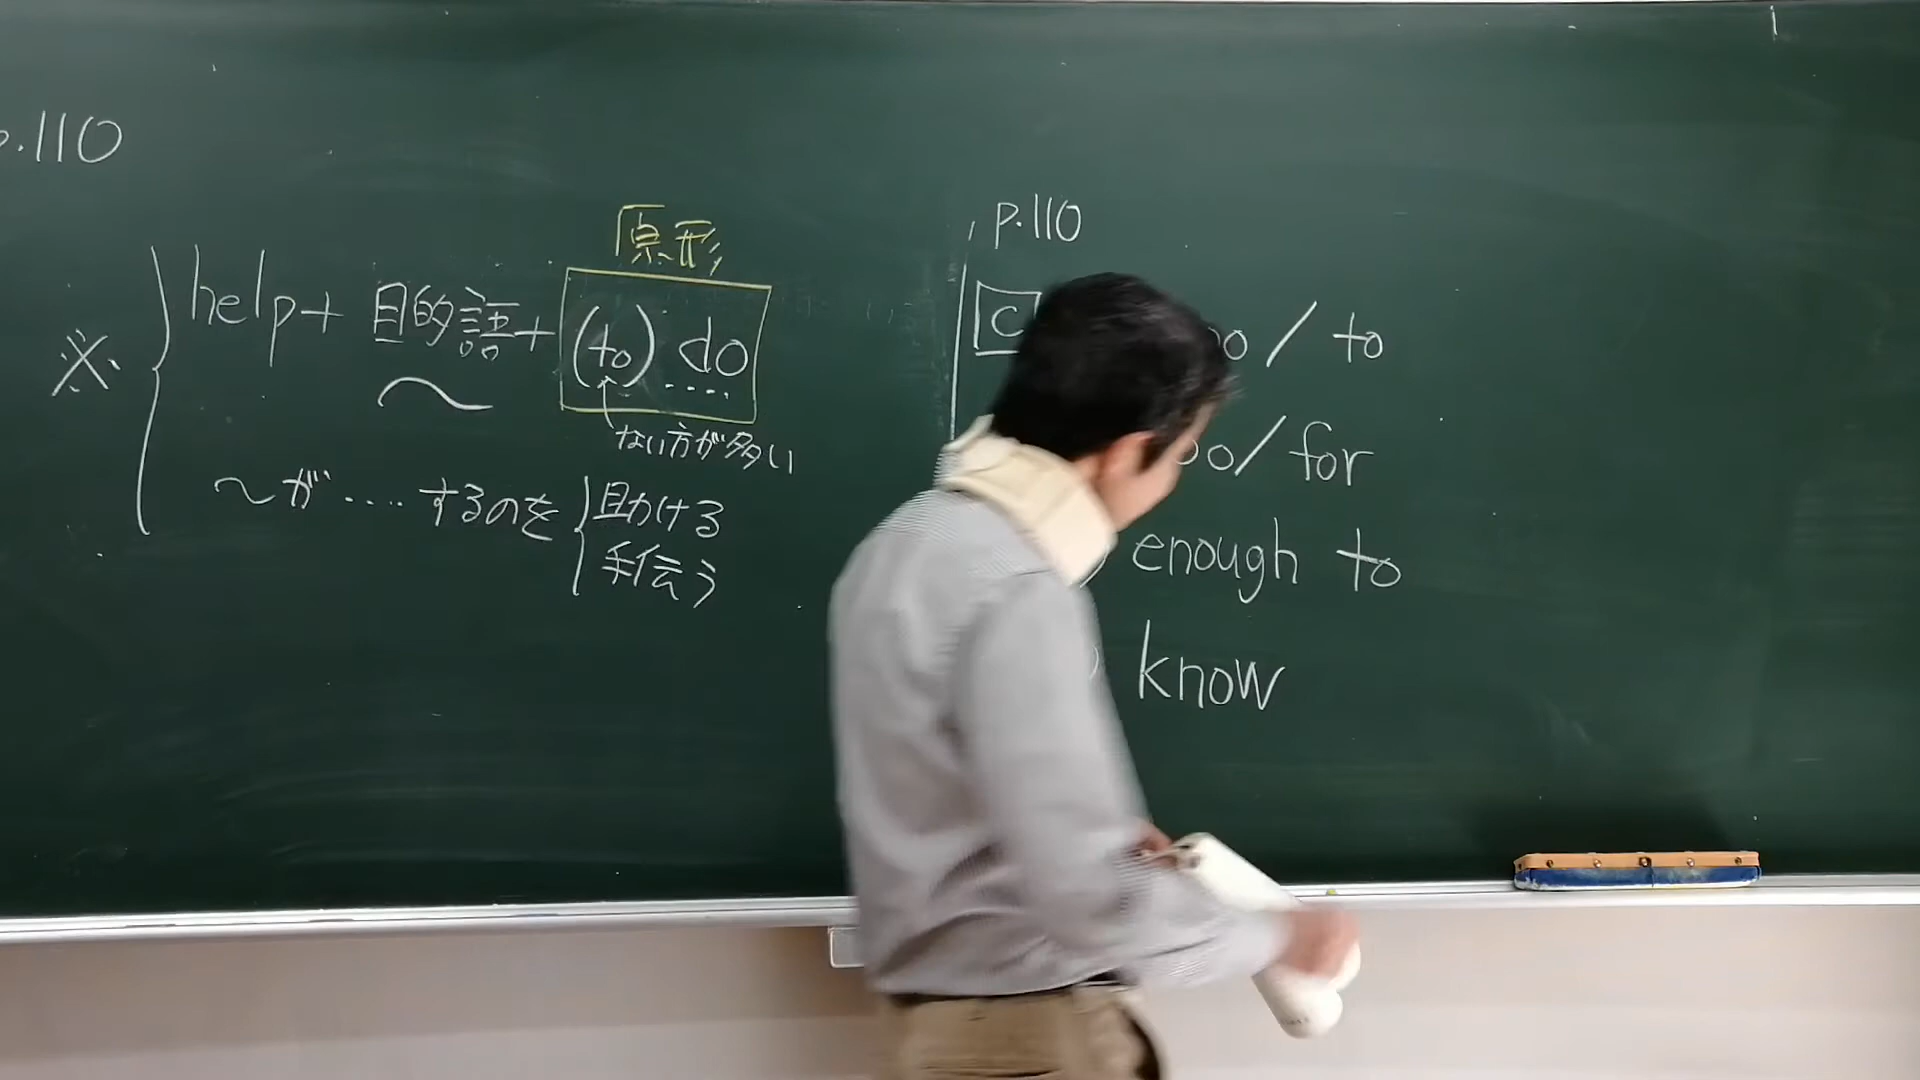 p.110
原形
※ help + 目的語 + (to) do
〜 ....
ない方が多い
〜が....するのを 助ける
手伝う
p.110
C / to
/ for
enough to
know